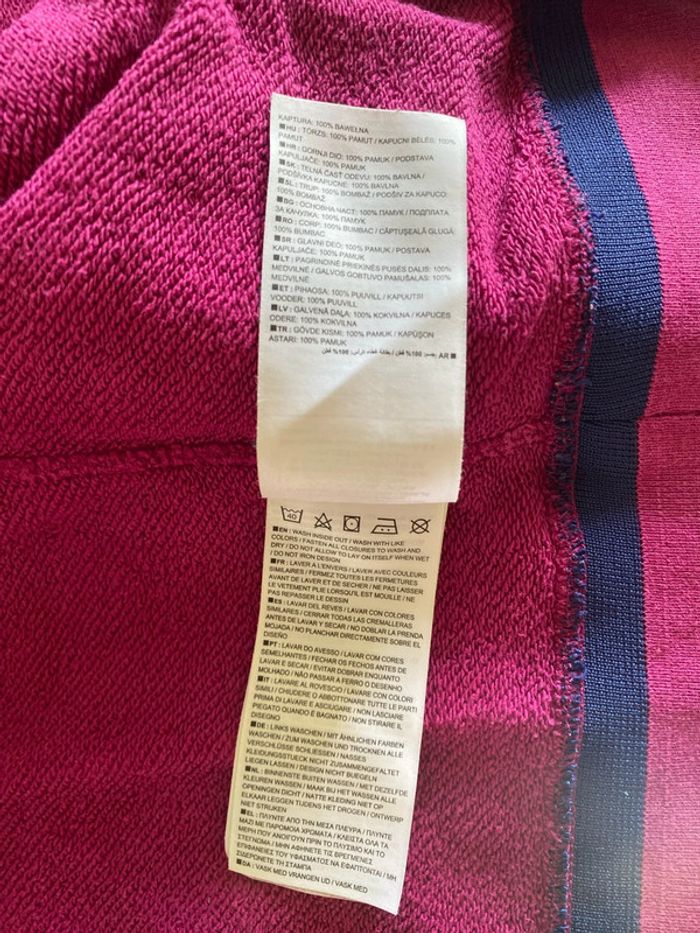 KAPTURA: 100% BAWEŁNA
HU : TÖRZS: 100% PAMUT / KAPUCNI BÉLÉS: 100%
PAMUT
HR : GORNJI DIO: 100% PAMUK / PODSTAVA
KAPULJAČE: 100% PAMUK
SK : TELNÁ ČASŤ ODEVU: 100% BAVLNA /
PODŠÍVKA KAPUCNE: 100% BAVLNA
SL : TRUP: 100% BOMBAŽ / PODŠIV ZA KAPUCO:
100% BOMBAŽ
BG : ОСНОВНА ЧАСТ: 100% ПАМУК / ПОДПЛАТА
ЗА КАЧУЛКА: 100% ПАМУК
RO : CORP: 100% BUMBAC / CĂPTUȘEALĂ GLUGĂ:
100% BUMBAC
SR : GLAVNI DEO: 100% PAMUK / POSTAVA
KAPULJAČE: 100% PAMUK
LT : PAGRINDINĖ PRIEKINĖS PUSĖS DALIS: 100%
MEDVILNĖ / GALVOS GOBTUVO PAMUŠALAS: 100%
MEDVILNĖ
ET : PIHAOSA: 100% PUUVILL / KAPUUTSI
VOODER: 100% PUUVILL
LV : GALVENĀ DAĻA: 100% KOKVILNA / KAPUCES
ODERE: 100% KOKVILNA
TR : GÖVDE KISMI: 100% PAMUK / KAPÜŞON
ASTARI: 100% PAMUK
AR : جسم: 100% قطن / بطانة غطاء الرأس: 100% قطن
40
EN : WASH INSIDE OUT / WASH WITH LIKE
COLORS / FASTEN ALL CLOSURES TO WASH AND
DRY / DO NOT ALLOW TO LAY ON ITSELF WHEN WET
/ DO NOT IRON DESIGN
FR : LAVER A L'ENVERS / LAVER AVEC COULEURS
SIMILAIRES / FERMEZ TOUTES LES FERMETURES
AVANT DE LAVER ET DE SECHER / NE PAS LAISSER
LE VETEMENT PLIE LORSQU'IL EST MOUILLE / NE
PAS REPASSER LE DESSIN
ES : LAVAR DEL REVES / LAVAR CON COLORES
SIMILARES / CERRAR TODAS LAS CREMALLERAS
ANTES DE LAVAR Y SECAR / NO DOBLAR LA PRENDA
MOJADA / NO PLANCHAR DIRECTAMENTE SOBRE EL
DISEÑO
PT : LAVAR DO AVESSO / LAVAR COM CORES
SEMELHANTES / FECHAR OS FECHOS ANTES DE
LAVAR E SECAR / EVITAR DOBRAR ENQUANTO
MOLHADO / NÃO PASSAR A FERRO O DESENHO
IT : LAVARE AL ROVESCIO / LAVARE CON COLORI
SIMILI / CHIUDERE O ABBOTTONARE TUTTE LE PARTI
PRIMA DI LAVARE E ASCIUGARE / NON LASCIARE
PIEGATO QUANDO È BAGNATO / NON STIRARE IL
DISEGNO
DE : LINKS WASCHEN / MIT ÄHNLICHEN FARBEN
WASCHEN / ZUM WASCHEN UND TROCKNEN ALLE
VERSCHLÜSSE SCHLIESSEN / NASSES
KLEIDUNGSSTUECK NICHT ZUSAMMENGEFALTET
LIEGEN LASSEN / DESIGN NICHT BUEGELN
NL : BINNENSTE BUITEN WASSEN / MET DEZELFDE
KLEUREN WASSEN / MAAK BIJ HET WASSEN ALLE
OPENINGEN DICHT / NATTE KLEDING NIET OP
ELKAAR LEGGEN TIJDENS HET DROGEN / ONTWERP
NIET STRIJKEN
EL : ΠΛΥΝΤΕ ΑΠΟ ΤΗΝ ΜΕΣΑ ΠΛΕΥΡΑ / ΠΛΥΝΤΕ
ΜΑΖΙ ΜΕ ΠΑΡΟΜΟΙΑ ΧΡΩΜΑΤΑ / ΚΛΕΙΣΤΑ ΟΛΑ ΤΑ
ΦΕΡΜΟΥΑΡ ΠΟΥ ΑΝΟΙΓΟΥΝ ΠΡΙΝ ΤΟ ΠΛΥΣΙΜΟ ΚΑΙ ΤΟ
ΣΤΕΓΝΩΜΑ / ΜΗΝ ΑΦΗΝΕΤΕ ΤΙΣ ΒΡΕΓΜΕΝΕΣ
ΕΠΙΦΑΝΕΙΕΣ ΤΟΥ ΥΦΑΣΜΑΤΟΣ ΝΑ ΕΦΑΠΤΟΝΤΑΙ / ΜΗ
ΣΙΔΕΡΩΝΕΤΕ ΤΗ ΣΤΑΜΠΑ
DA : VASK MED VRANGEN UD / VASK MED